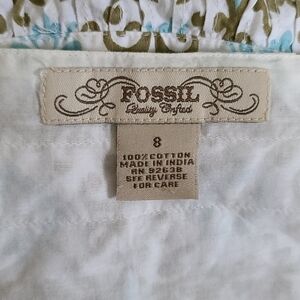 FOSSIL
Quality Crafted
8
100% COTTON
MADE IN INDIA
RN 92638
SEE REVERSE
FOR CARE